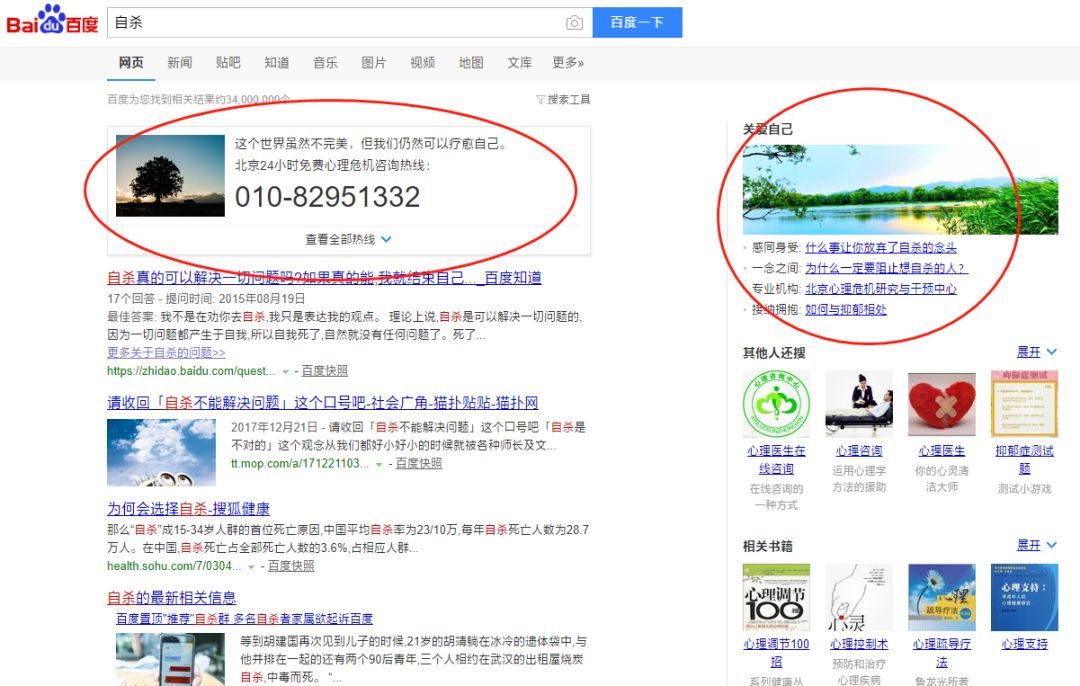 Baidu百度
自杀
百度一下
网页 新闻 贴吧 知道 音乐 图片 视频 地图 文库 更多»
百度为您找到相关结果约34,000,000个
搜索工具
这个世界虽然不完美，但我们仍然可以疗愈自己。
北京24小时免费心理危机咨询热线：
010-82951332
查看全部热线
自杀真的可以解决一切问题吗?如果真的能,我就结束自己..._百度知道
17个回答 - 提问时间: 2015年08月19日
最佳答案: 我不是在劝你去自杀,我只是表达我的观点。 理论上说,自杀是可以解决一切问题的,
因为一切问题都产生于自我,所以自我死了,自然就没有任何问题了。死了...
更多关于自杀的问题>>
https://zhidao.baidu.com/quest... - 百度快照
请收回「自杀不能解决问题」这个口号吧-社会广角-猫扑贴贴-猫扑网
2017年12月21日 - 请收回「自杀不能解决问题」这个口号吧「自杀是
不对的」这个观念从我们都好小好小的时候就被各种师长及文...
tt.mop.com/a/171221103... - 百度快照
为何会选择自杀-搜狐健康
那么“自杀”成15-34岁人群的首位死亡原因,中国平均自杀率为23/10万,每年自杀死亡人数为28.7
万人。在中国,自杀死亡占全部死亡人数的3.6%,占相应人群...
health.sohu.com/7/0304... - 百度快照
自杀的最新相关信息
百度置顶“推荐”自杀群 多名自杀者家属欲起诉百度
等到胡建国再次见到儿子的时候,21岁的胡涛躺在冰冷的遗体袋中,与
他并排在一起的还有两个90后青年,三个人相约在武汉的出租屋烧炭
自杀,中毒而死。 “...
关爱自己
感同身受: 什么事让你放弃了自杀的念头
一念之间: 为什么一定要阻止想自杀的人？
专业机构: 北京心理危机研究与干预中心
接纳拥抱: 如何与抑郁相处
其他人还搜
展开
心理咨询中心
抑郁症测试
心理医生在
线咨询
在线咨询的
一种方式
心理咨询
运用心理学
方法的援助
心理医生
你的心灵清
洁大师
抑郁症测试
题
测试小游戏
相关书籍
展开
心理调节
100
心灵
心理
疏导疗法
心理支持：
心理调节100
招
系列健康丛
心理控制术
预防和治疗
心理疾病
心理疏导疗
法
鲁龙光所著
心理支持